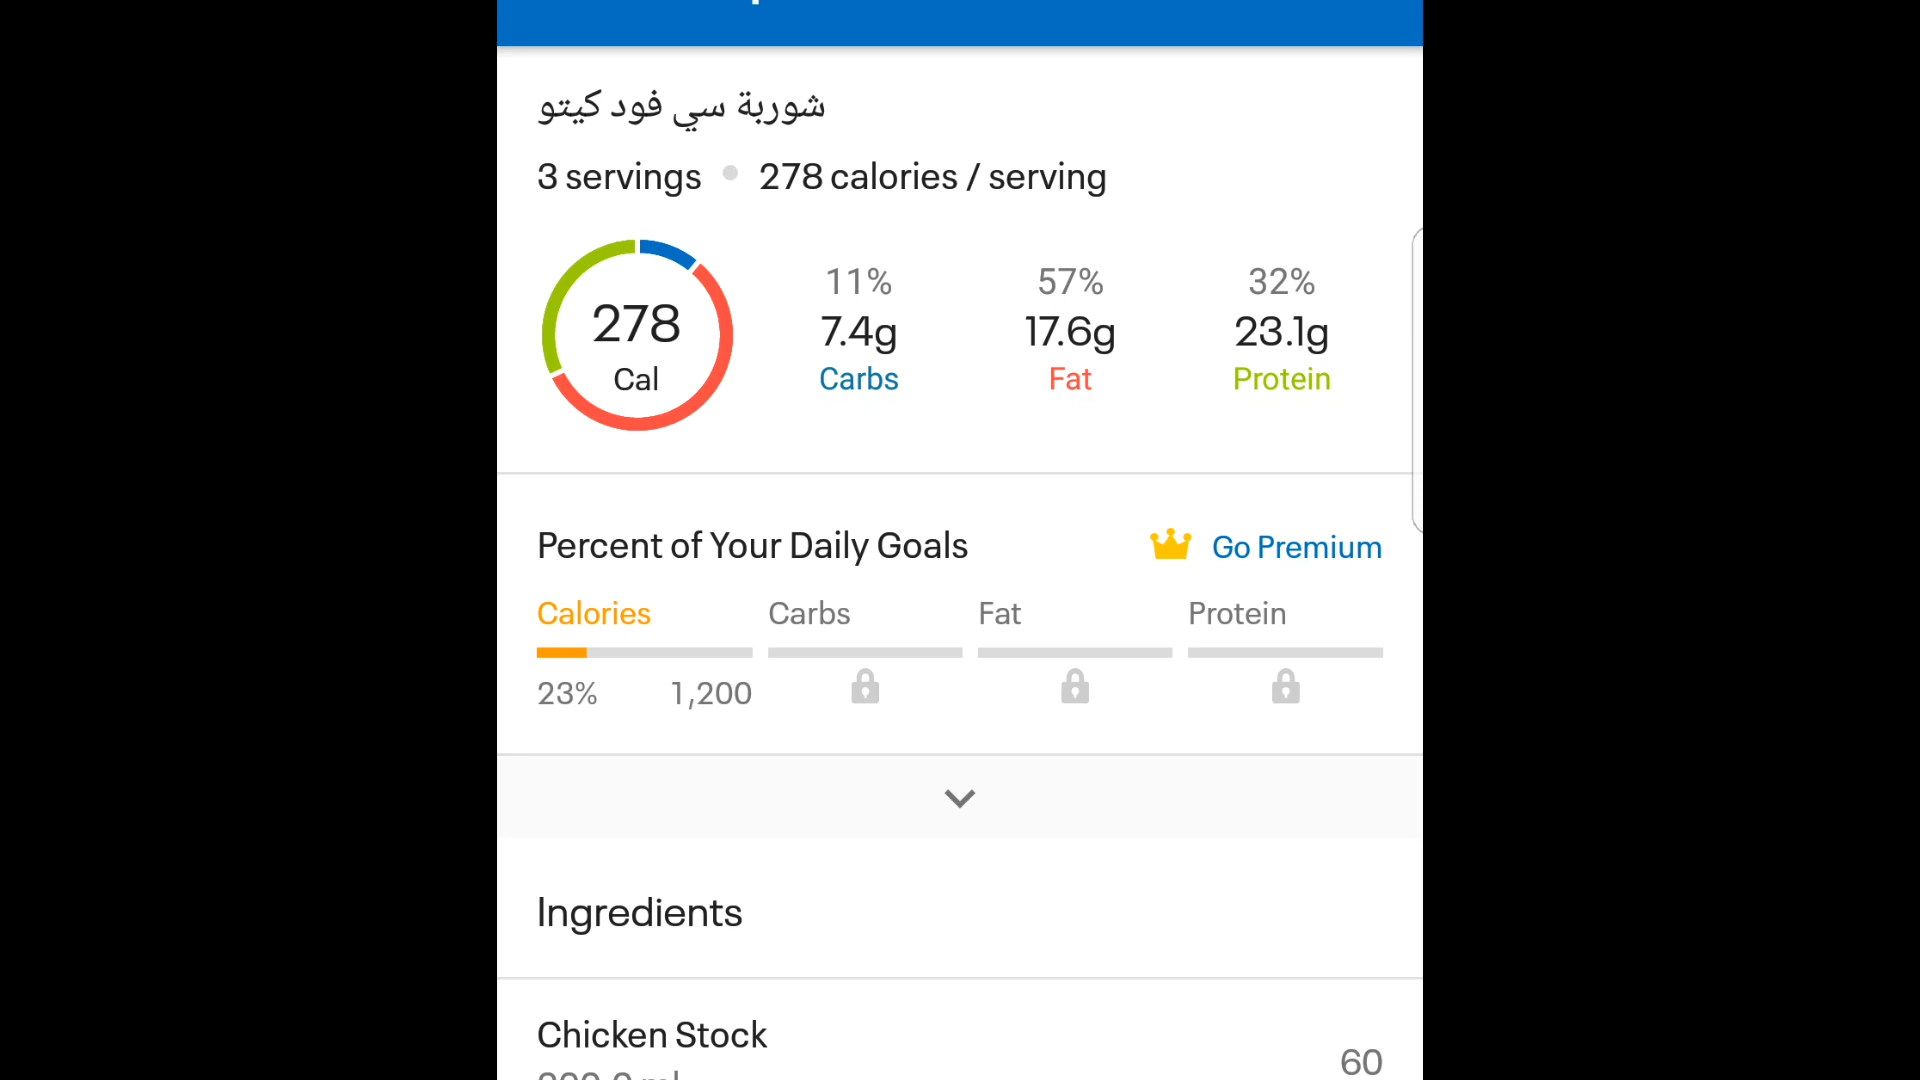 شوربة سي فود كيتو
3 servings 278 calories / serving
278
Cal
11%
7.4g
Carbs
57%
17.6g
Fat
32%
23.1g
Protein
Percent of Your Daily Goals
Go Premium
Calories
23% 1,200
Carbs
Fat
Protein
Ingredients
Chicken Stock
60